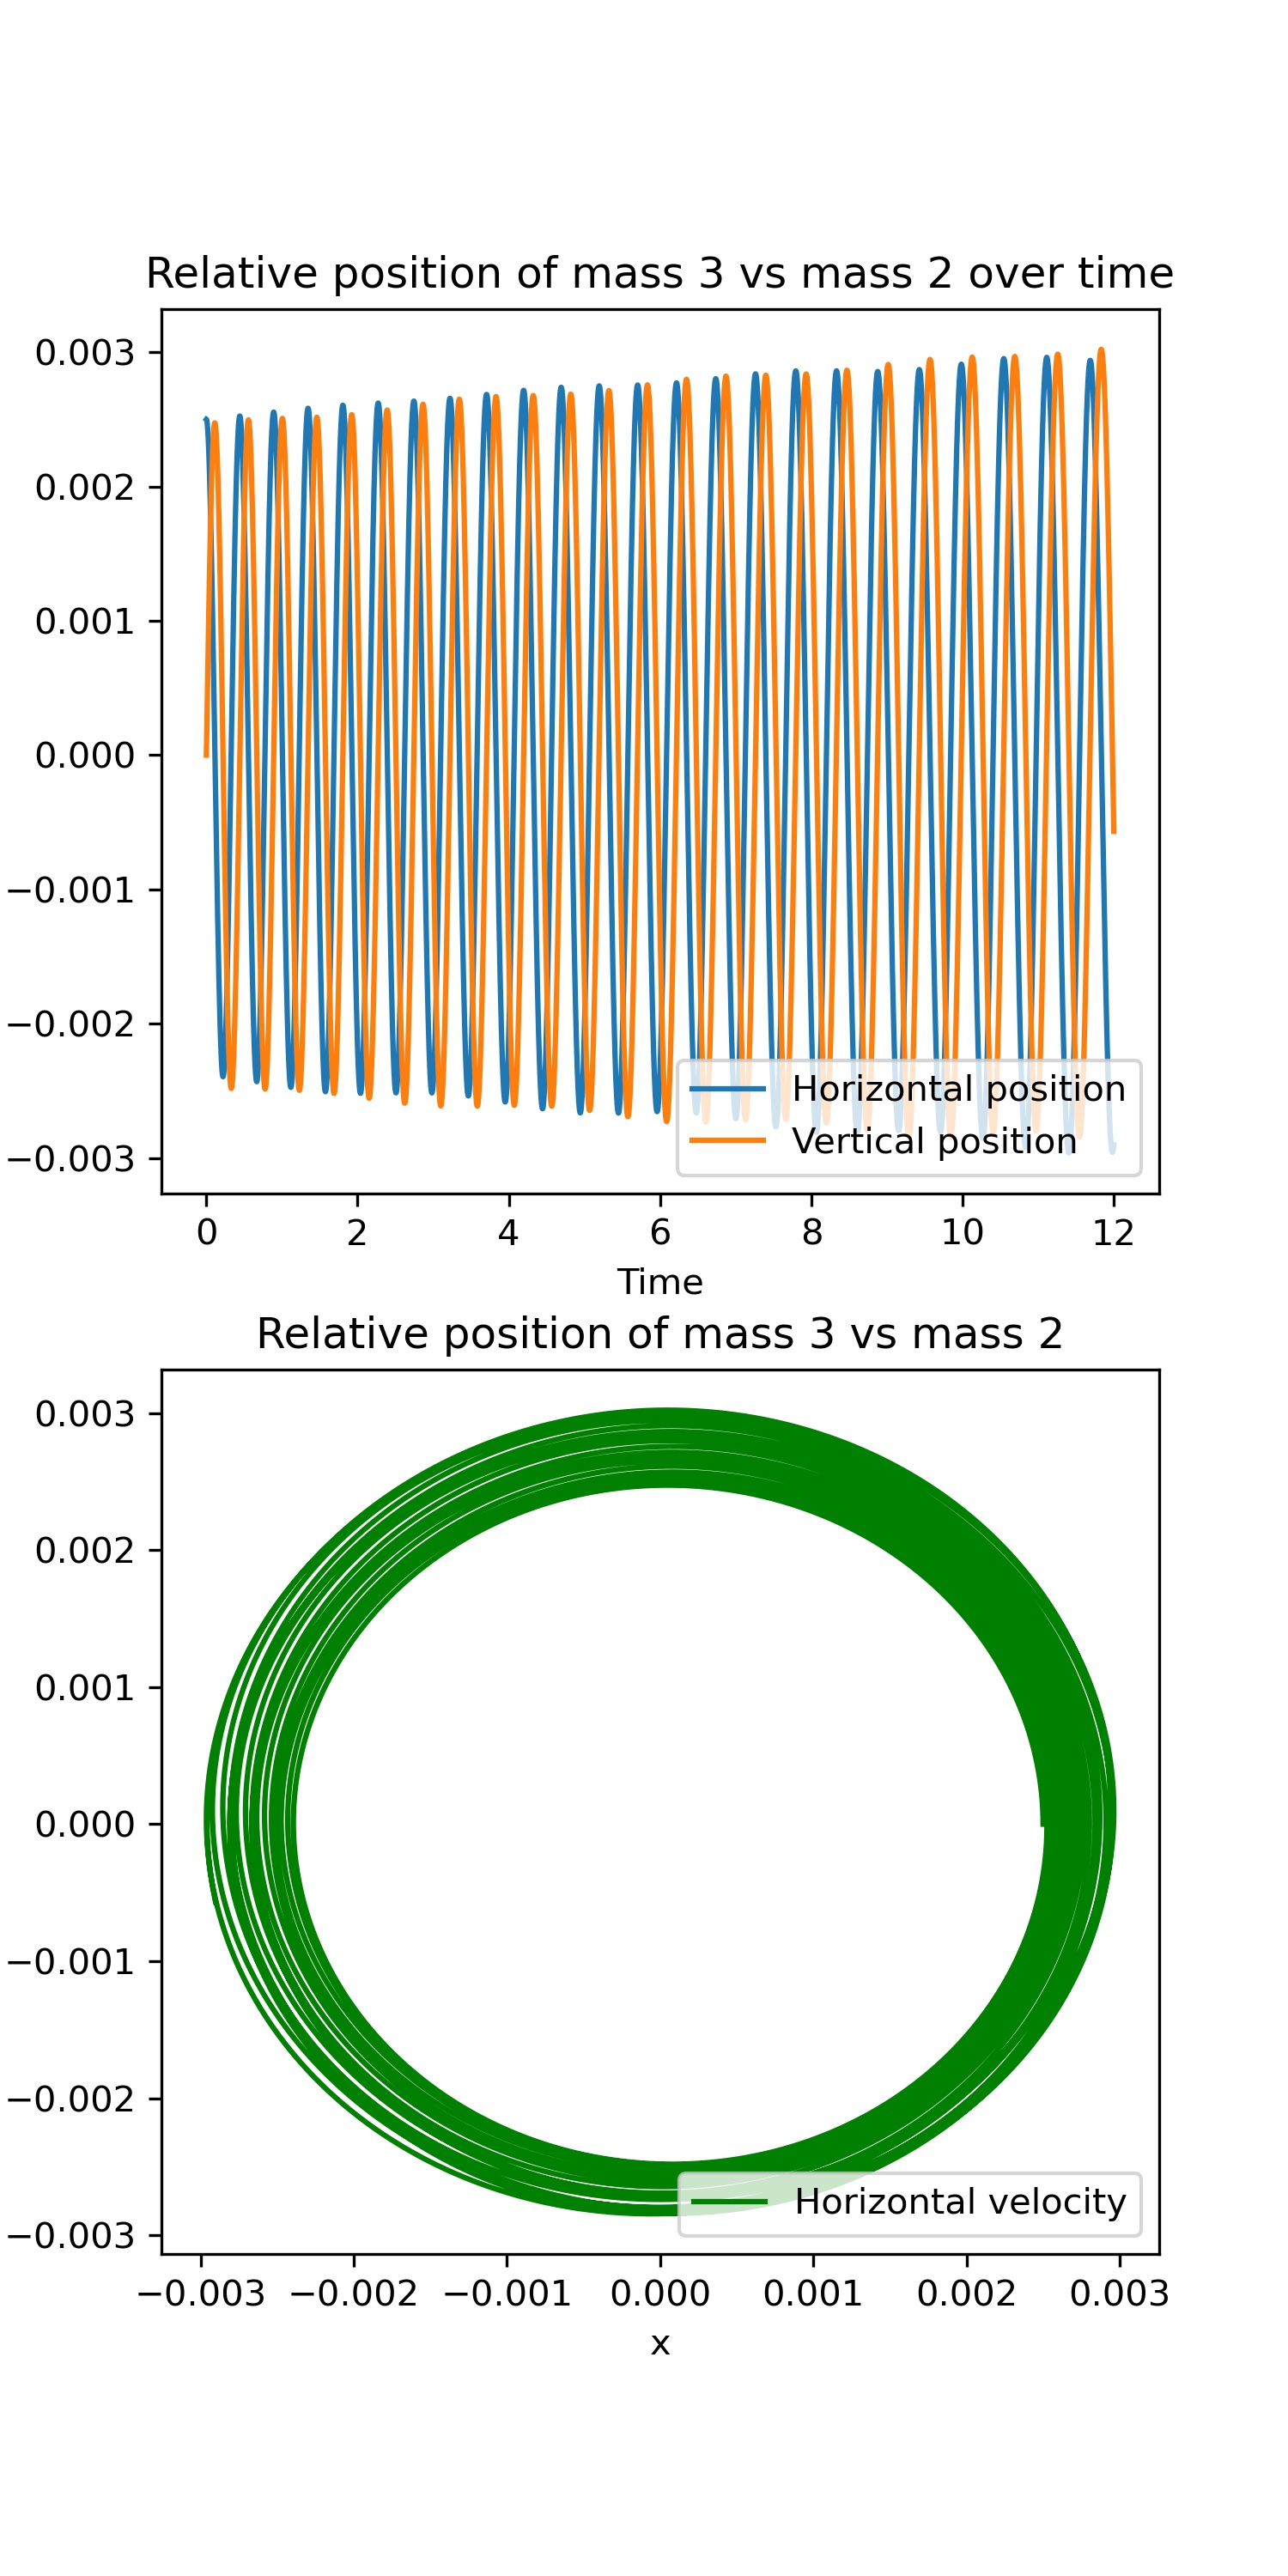 Relative position of mass 3 vs mass 2 over time
0.003
0.002
0.001
0.000
−0.001
−0.002
−0.003
Horizontal position
Vertical position
0 2 4 6 8 10 12
Time
Relative position of mass 3 vs mass 2
0.003
0.002
0.001
0.000
−0.001
−0.002
−0.003
Horizontal velocity
−0.003 −0.002 −0.001 0.000 0.001 0.002 0.003
x